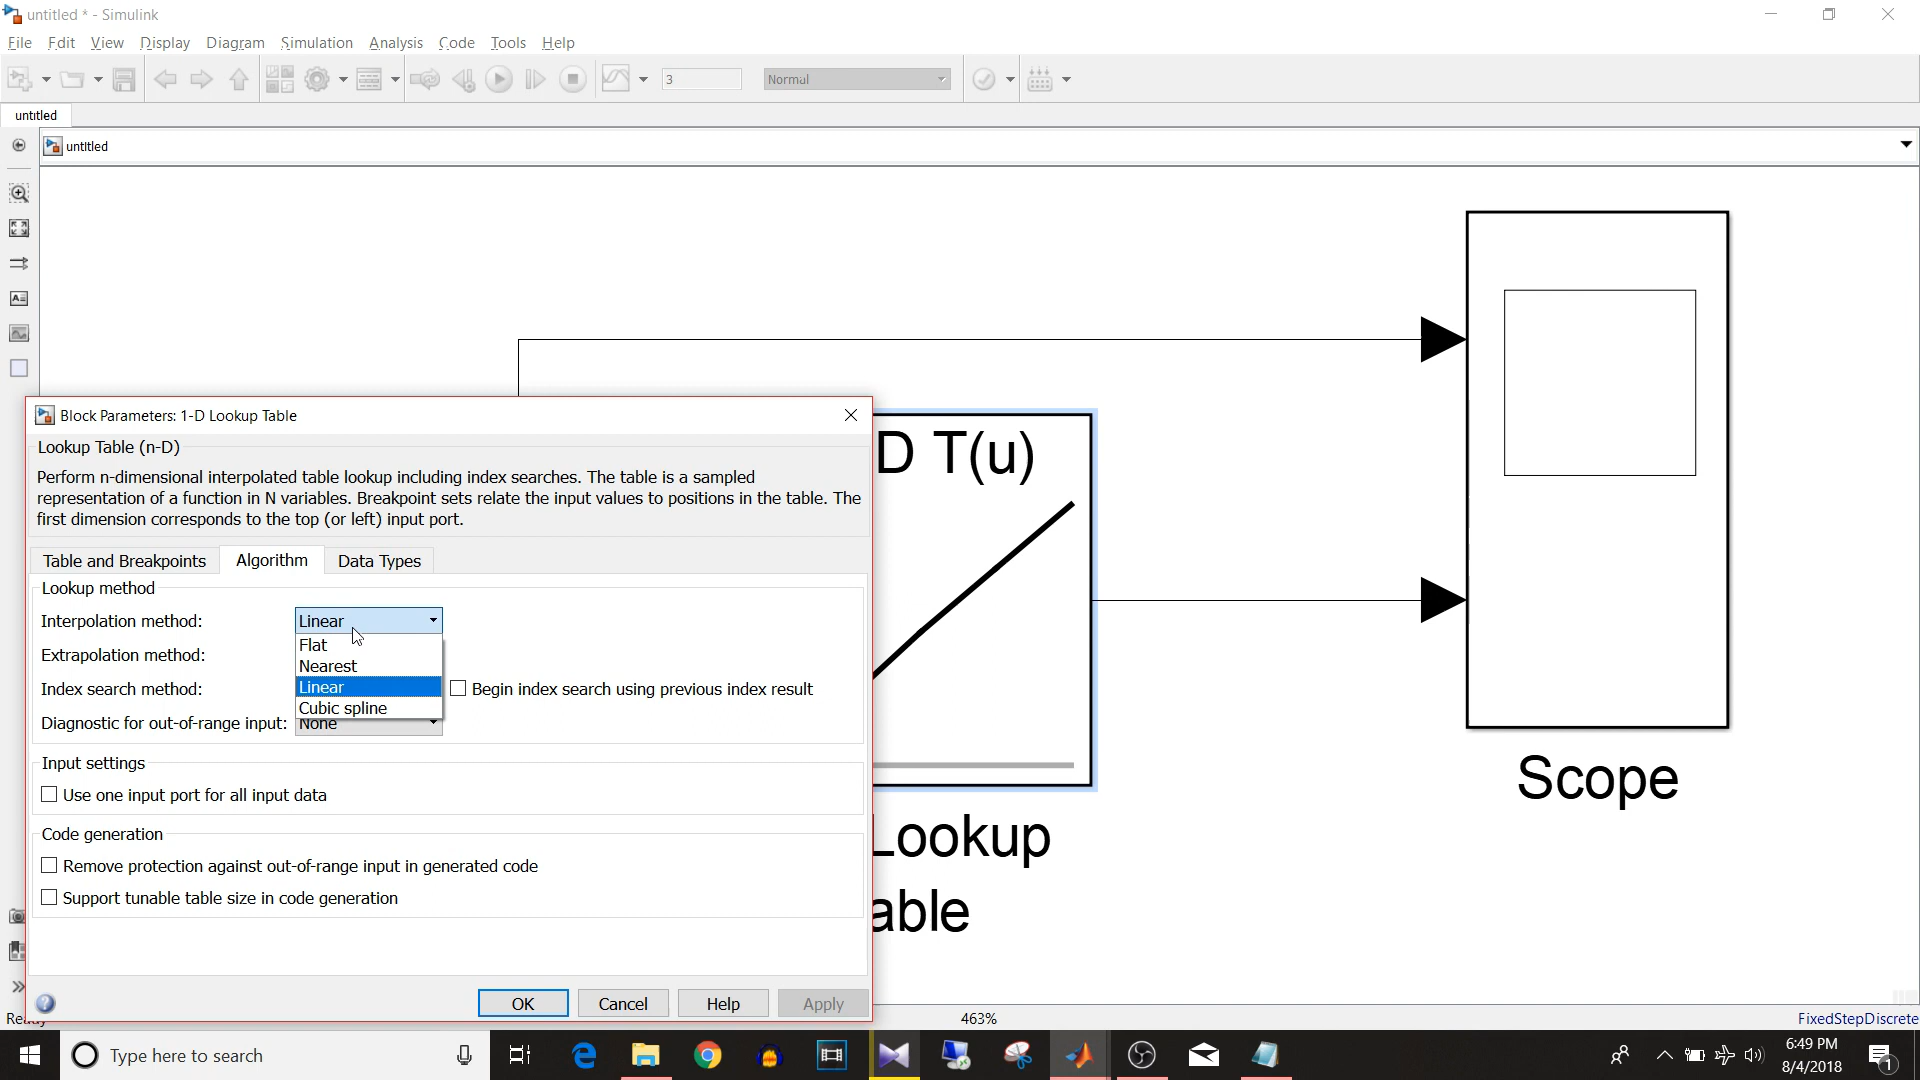 untitled * - Simulink
File Edit View Display Diagram Simulation Analysis Code Tools Help
3 Normal
untitled
untitled
Block Parameters: 1-D Lookup Table
Lookup Table (n-D)
Perform n-dimensional interpolated table lookup including index searches. The table is a sampled
representation of a function in N variables. Breakpoint sets relate the input values to positions in the table. The
first dimension corresponds to the top (or left) input port.
Table and Breakpoints Algorithm Data Types
Lookup method
Interpolation method: Linear
Flat
Extrapolation method:
Nearest
Index search method: Linear Begin index search using previous index result
Cubic spline
Diagnostic for out-of-range input: None
Input settings
Use one input port for all input data
Code generation
Remove protection against out-of-range input in generated code
Support tunable table size in code generation
OK Cancel Help Apply
D T(u)
Lookup
able
Scope
Ready 463% FixedStepDiscrete
Type here to search
6:49 PM
8/4/2018
1